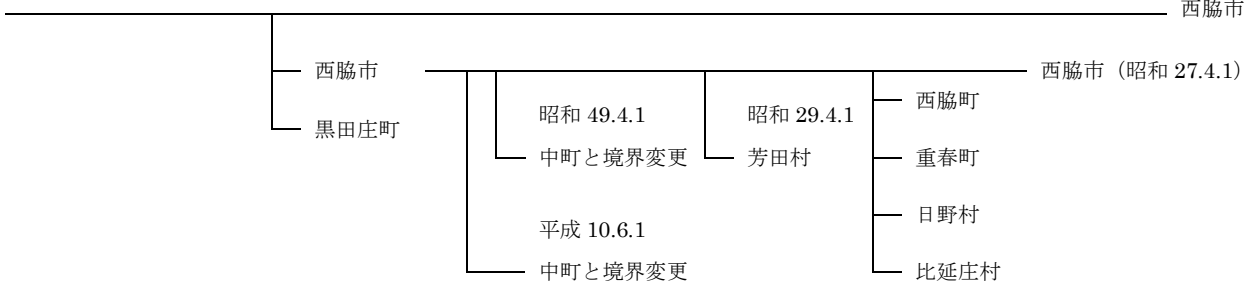 西脇市
西脇市
西脇市（昭和 27.4.1）
西脇町
昭和 49.4.1
昭和 29.4.1
黒田庄町
中町と境界変更
芳田村
重春町
日野村
平成 10.6.1
中町と境界変更
比延庄村